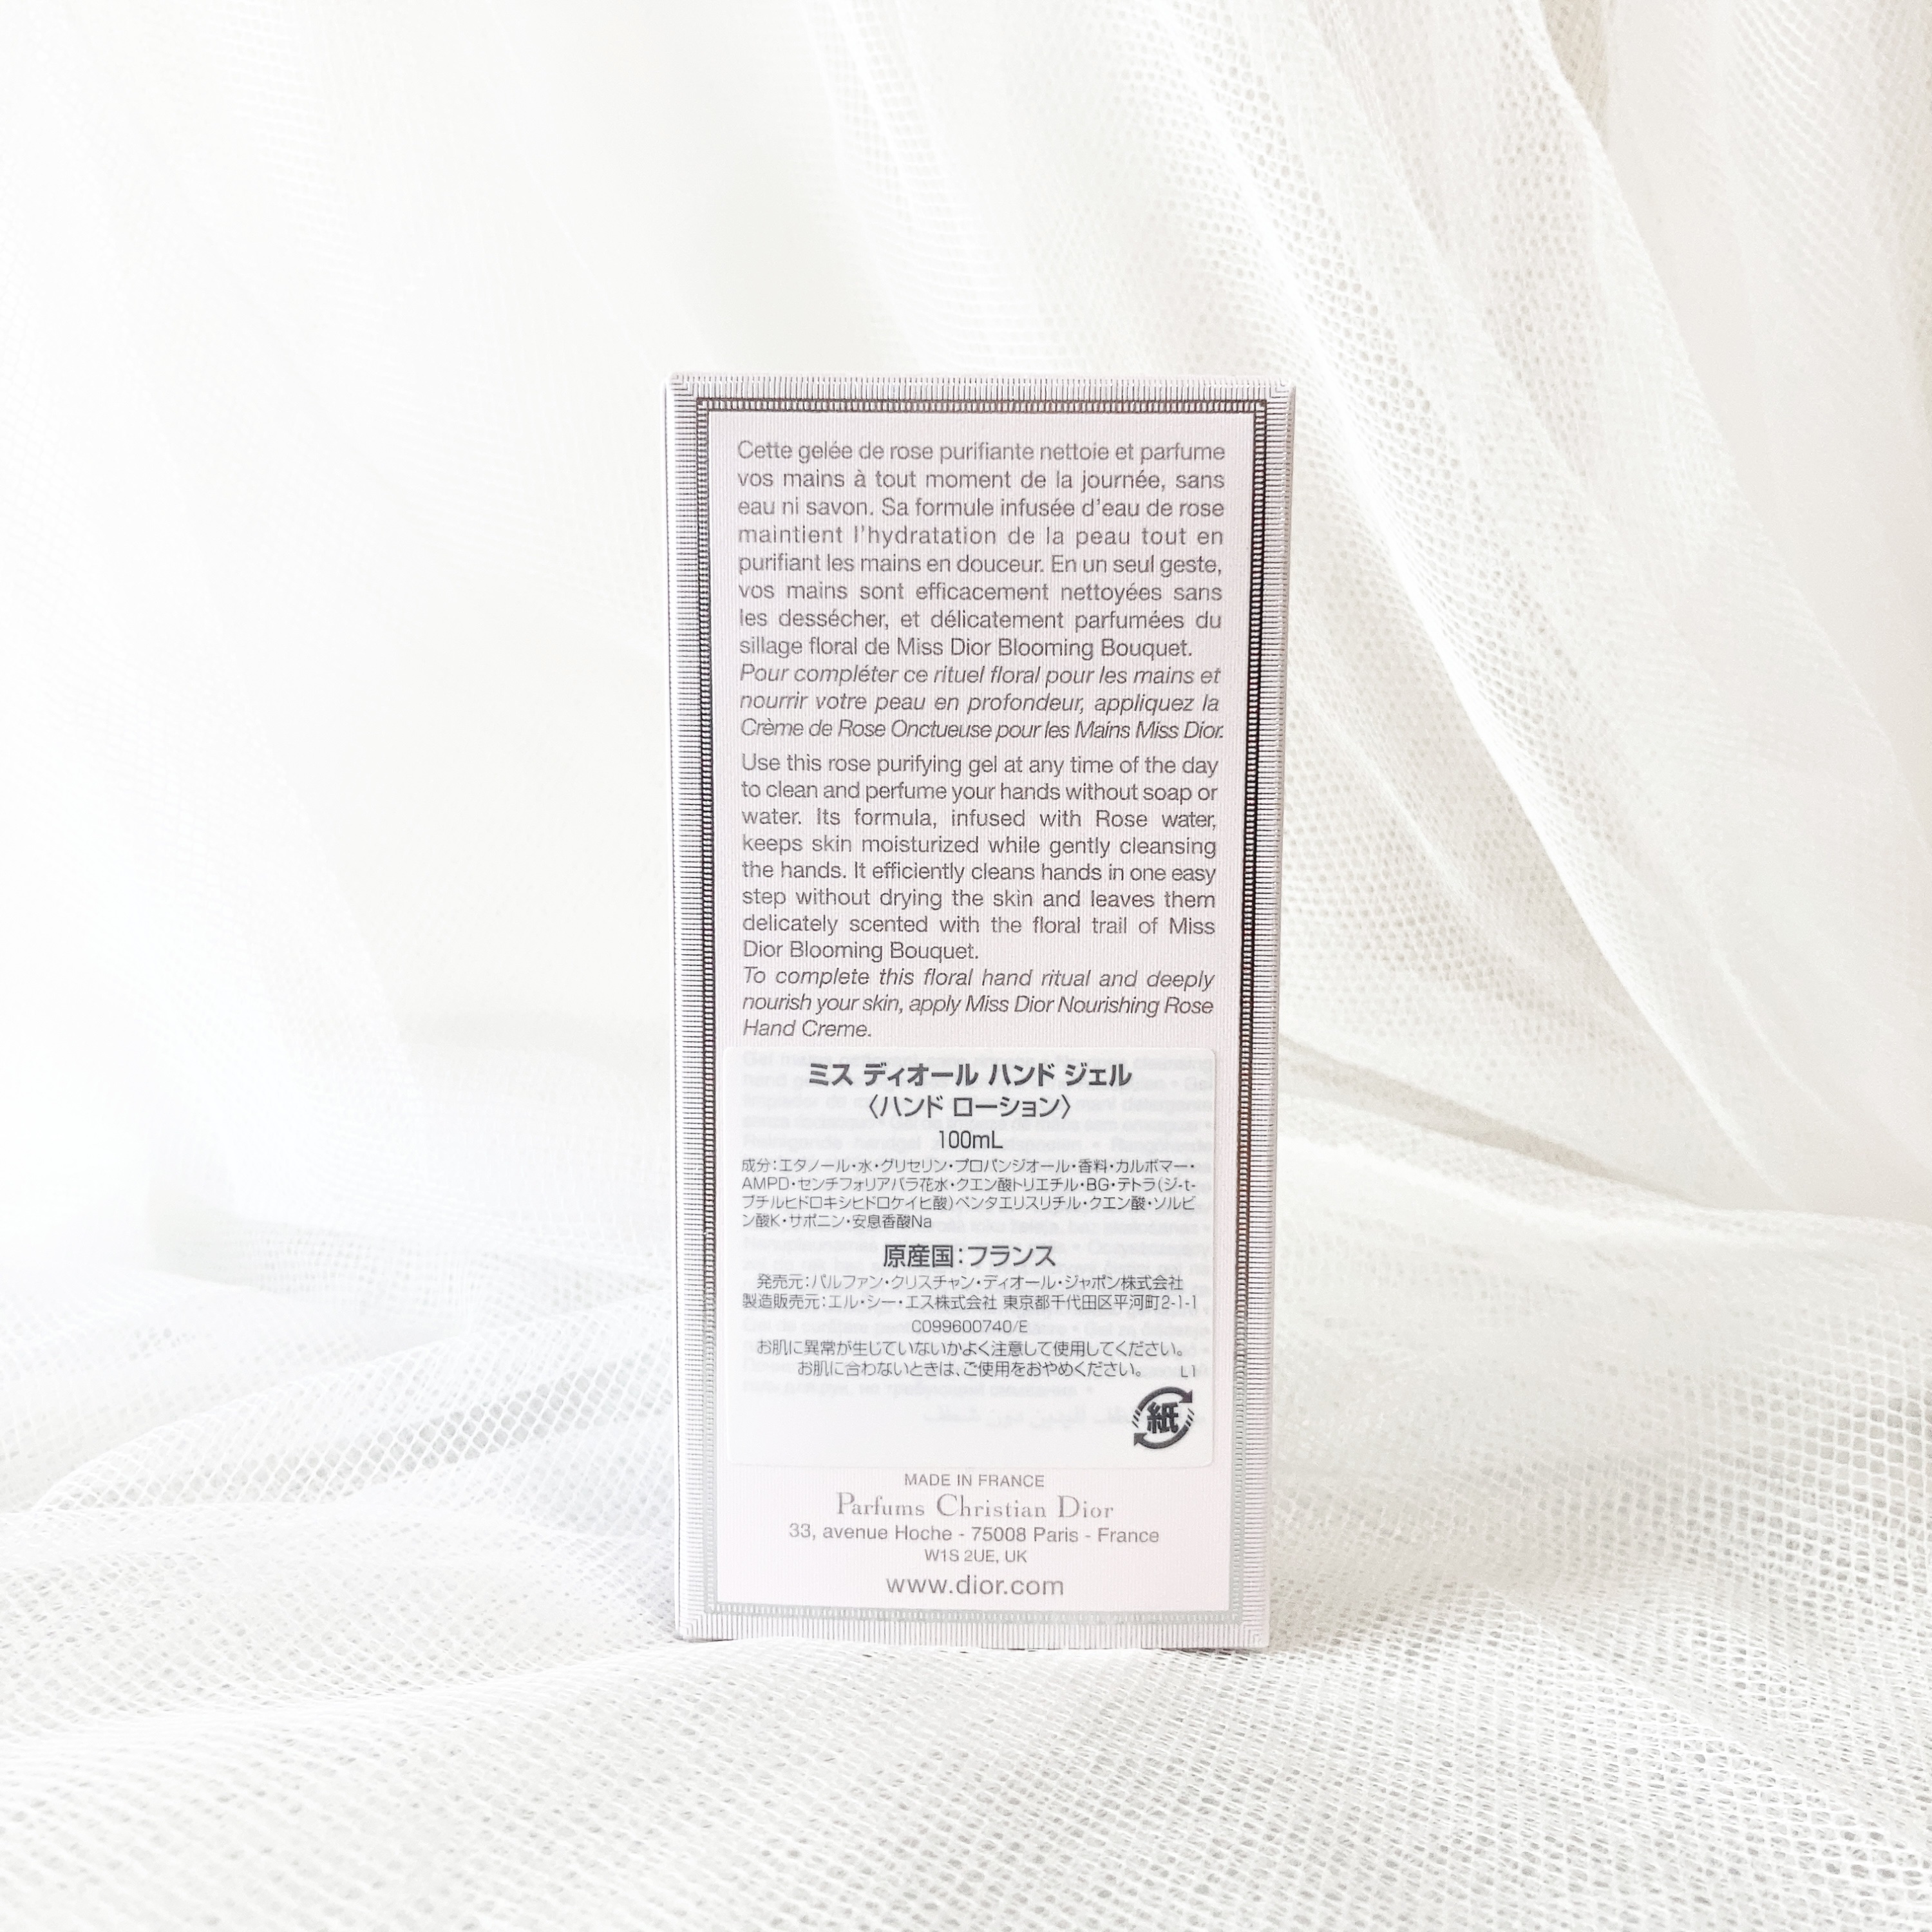 Cette gelée de rose purifiante nettoie et parfume
vos mains à tout moment de la journée, sans
eau ni savon. Sa formule infusée d'eau de rose
maintient l'hydratation de la peau tout en
purifiant les mains en douceur. En un seul geste,
vos mains sont efficacement nettoyées sans
les dessécher, et délicatement parfumées du
sillage floral de Miss Dior Blooming Bouquet.
Pour compléter ce rituel floral pour les mains et
nourrir votre peau en profondeur, appliquez la
Crème de Rose Onctueuse pour les Mains Miss Dior.
Use this rose purifying gel at any time of the day
to clean and perfume your hands without soap or
water. Its formula, infused with Rose water,
keeps skin moisturized while gently cleansing
the hands. It efficiently cleans hands in one easy
step without drying the skin and leaves them
delicately scented with the floral trail of Miss
Dior Blooming Bouquet.
To complete this floral hand ritual and deeply
nourish your skin, apply Miss Dior Nourishing Rose
Hand Creme.
ミス ディオール ハンド ジェル
〈ハンド ローション〉
100mL
成分：エタノール・水・グリセリン・プロパンジオール・香料・カルボマー・
AMPD・センチフォリアバラ花水・クエン酸トリエチル・BG・テトラ(ジ-t-
ブチルヒドロキシヒドロケイヒ酸)ペンタエリスリチル・クエン酸・ソルビ
ン酸K・サポニン・安息香酸Na
原産国：フランス
発売元：パルファン・クリスチャン・ディオール・ジャポン株式会社
製造販売元：エル・シー・エス株式会社 東京都千代田区平河町2-1-1
C099600740/E
お肌に異常が生じていないかよく注意して使用してください。
お肌に合わないときは、ご使用をおやめください。 L1
紙
MADE IN FRANCE
Parfums Christian Dior
33, avenue Hoche - 75008 Paris - France
W1S 2UE, UK
www.dior.com